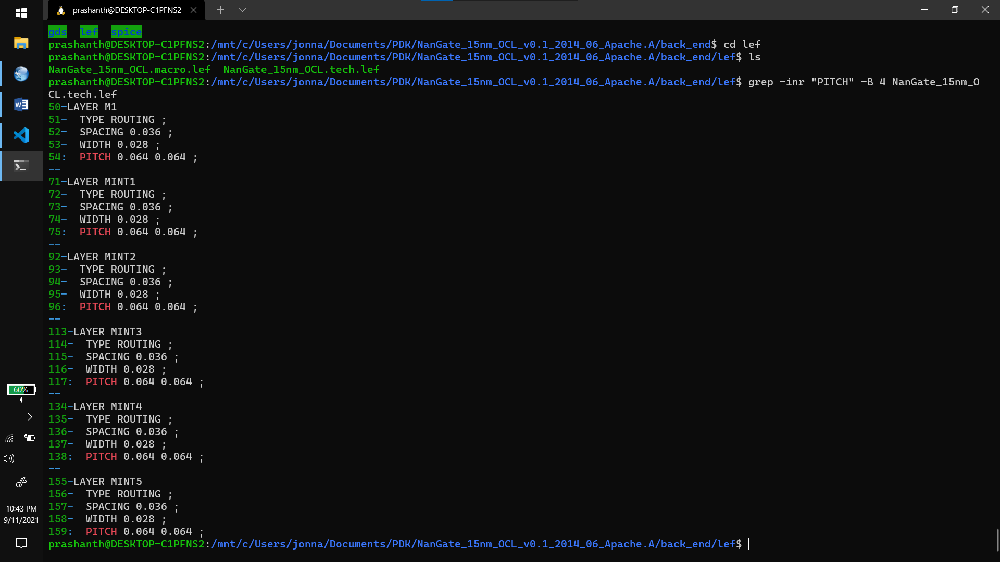 prashanth@DESKTOP-C1PFNS2
gds  lef  spice
prashanth@DESKTOP-C1PFNS2:/mnt/c/Users/jonna/Documents/PDK/NanGate_15nm_OCL_v0.1_2014_06_Apache.A/back_end$ cd lef
prashanth@DESKTOP-C1PFNS2:/mnt/c/Users/jonna/Documents/PDK/NanGate_15nm_OCL_v0.1_2014_06_Apache.A/back_end/lef$ ls
NanGate_15nm_OCL.macro.lef  NanGate_15nm_OCL.tech.lef
prashanth@DESKTOP-C1PFNS2:/mnt/c/Users/jonna/Documents/PDK/NanGate_15nm_OCL_v0.1_2014_06_Apache.A/back_end/lef$ grep -inr "PITCH" -B 4 NanGate_15nm_O
CL.tech.lef
50-LAYER M1
51-  TYPE ROUTING ;
52-  SPACING 0.036 ;
53-  WIDTH 0.028 ;
54:  PITCH 0.064 0.064 ;
--
71-LAYER MINT1
72-  TYPE ROUTING ;
73-  SPACING 0.036 ;
74-  WIDTH 0.028 ;
75:  PITCH 0.064 0.064 ;
--
92-LAYER MINT2
93-  TYPE ROUTING ;
94-  SPACING 0.036 ;
95-  WIDTH 0.028 ;
96:  PITCH 0.064 0.064 ;
--
113-LAYER MINT3
114-  TYPE ROUTING ;
115-  SPACING 0.036 ;
116-  WIDTH 0.028 ;
117:  PITCH 0.064 0.064 ;
--
134-LAYER MINT4
135-  TYPE ROUTING ;
136-  SPACING 0.036 ;
137-  WIDTH 0.028 ;
138:  PITCH 0.064 0.064 ;
--
155-LAYER MINT5
156-  TYPE ROUTING ;
157-  SPACING 0.036 ;
158-  WIDTH 0.028 ;
159:  PITCH 0.064 0.064 ;
prashanth@DESKTOP-C1PFNS2:/mnt/c/Users/jonna/Documents/PDK/NanGate_15nm_OCL_v0.1_2014_06_Apache.A/back_end/lef$
60%
10:43 PM
9/11/2021